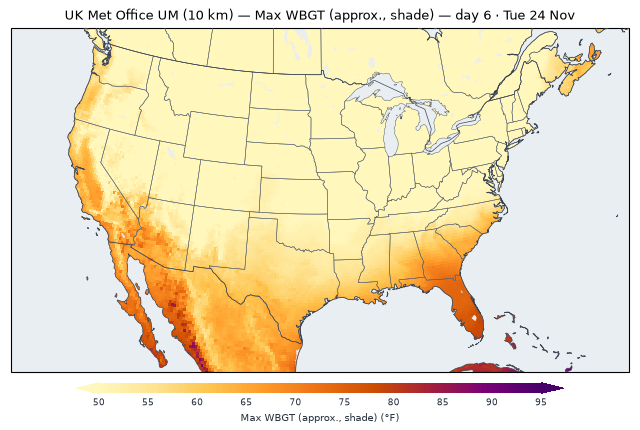 UK Met Office UM (10 km) — Max WBGT (approx., shade) — day 6 · Tue 24 Nov
50 55 60 65 70 75 80 85 90 95
Max WBGT (approx., shade) (°F)